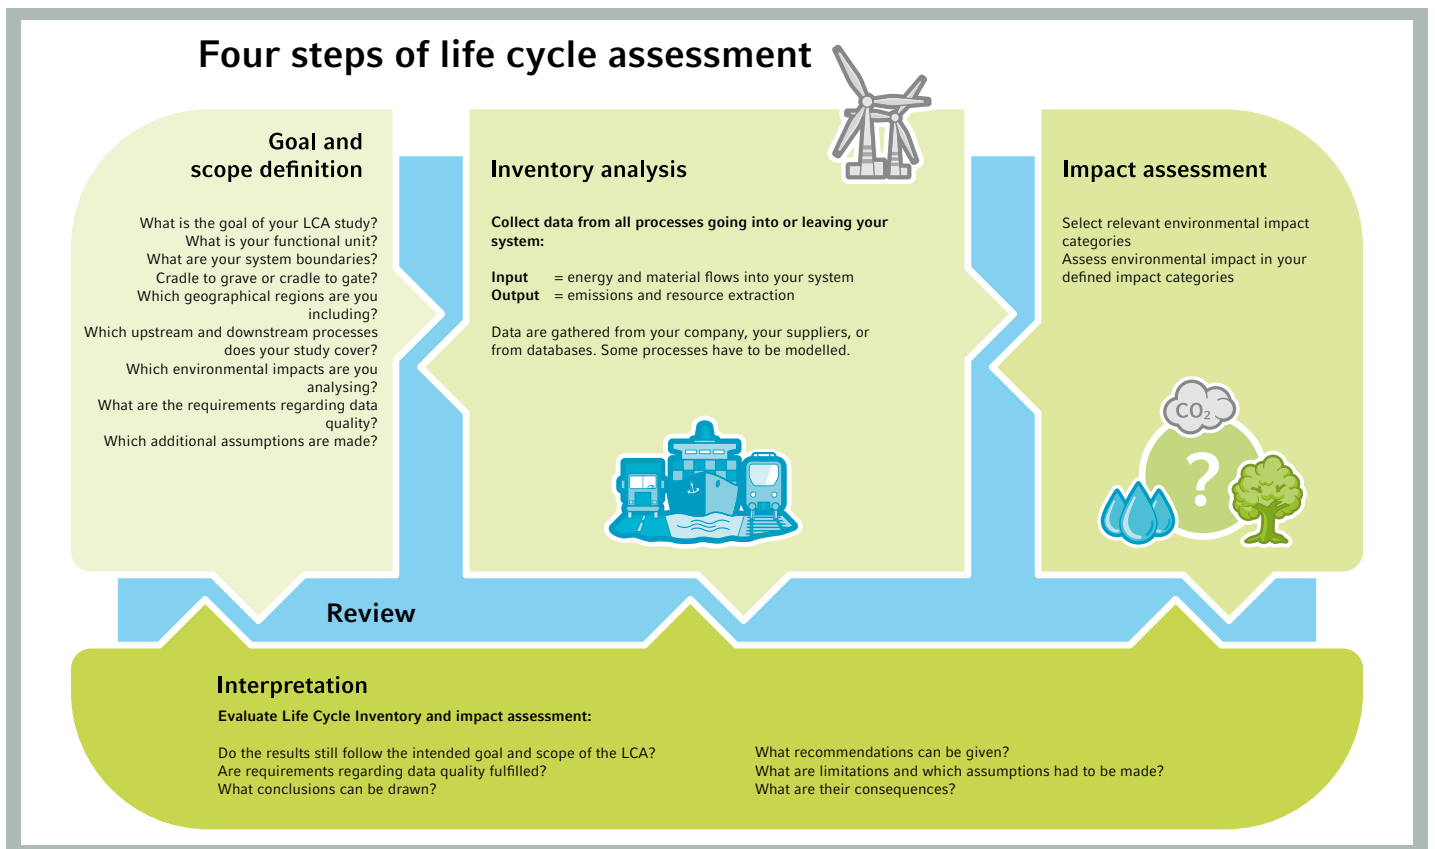 Four steps of life cycle assessment
Goal and
scope definition
What is the goal of your LCA study?
What is your functional unit?
What are your system boundaries?
Cradle to grave or cradle to gate?
Which geographical regions are you
including?
Which upstream and downstream processes
does your study cover?
Which environmental impacts are you
analysing?
What are the requirements regarding data
quality?
Which additional assumptions are made?
Inventory analysis
Collect data from all processes going into or leaving your
system:
Input = energy and material flows into your system
Output = emissions and resource extraction
Data are gathered from your company, your suppliers, or
from databases. Some processes have to be modelled.
Impact assessment
Select relevant environmental impact
categories
Assess environmental impact in your
defined impact categories
CO₂
?
Review
Interpretation
Evaluate Life Cycle Inventory and impact assessment:
Do the results still follow the intended goal and scope of the LCA?
Are requirements regarding data quality fulfilled?
What conclusions can be drawn?
What recommendations can be given?
What are limitations and which assumptions had to be made?
What are their consequences?